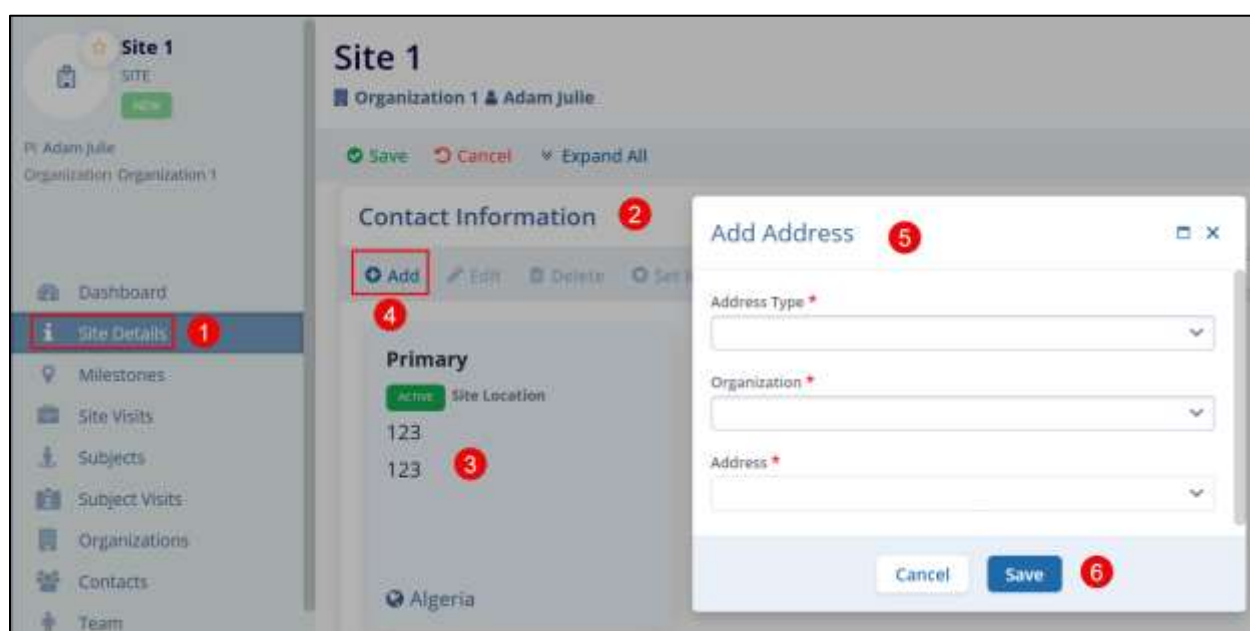 Site 1
SITE
NEW
PI Adam Julie
Organization Organization 1
Dashboard
Site Details 1
Milestones
Site Visits
Subjects
Subject Visits
Organizations
Contacts
Team
Site 1
Organization 1 Adam Julie
Save Cancel Expand All
Contact Information 2
Add Edit Delete Set
4
Primary
Active Site Location
123
123 3
Algeria
Add Address 5
Address Type *
Organization *
Address *
Cancel Save 6